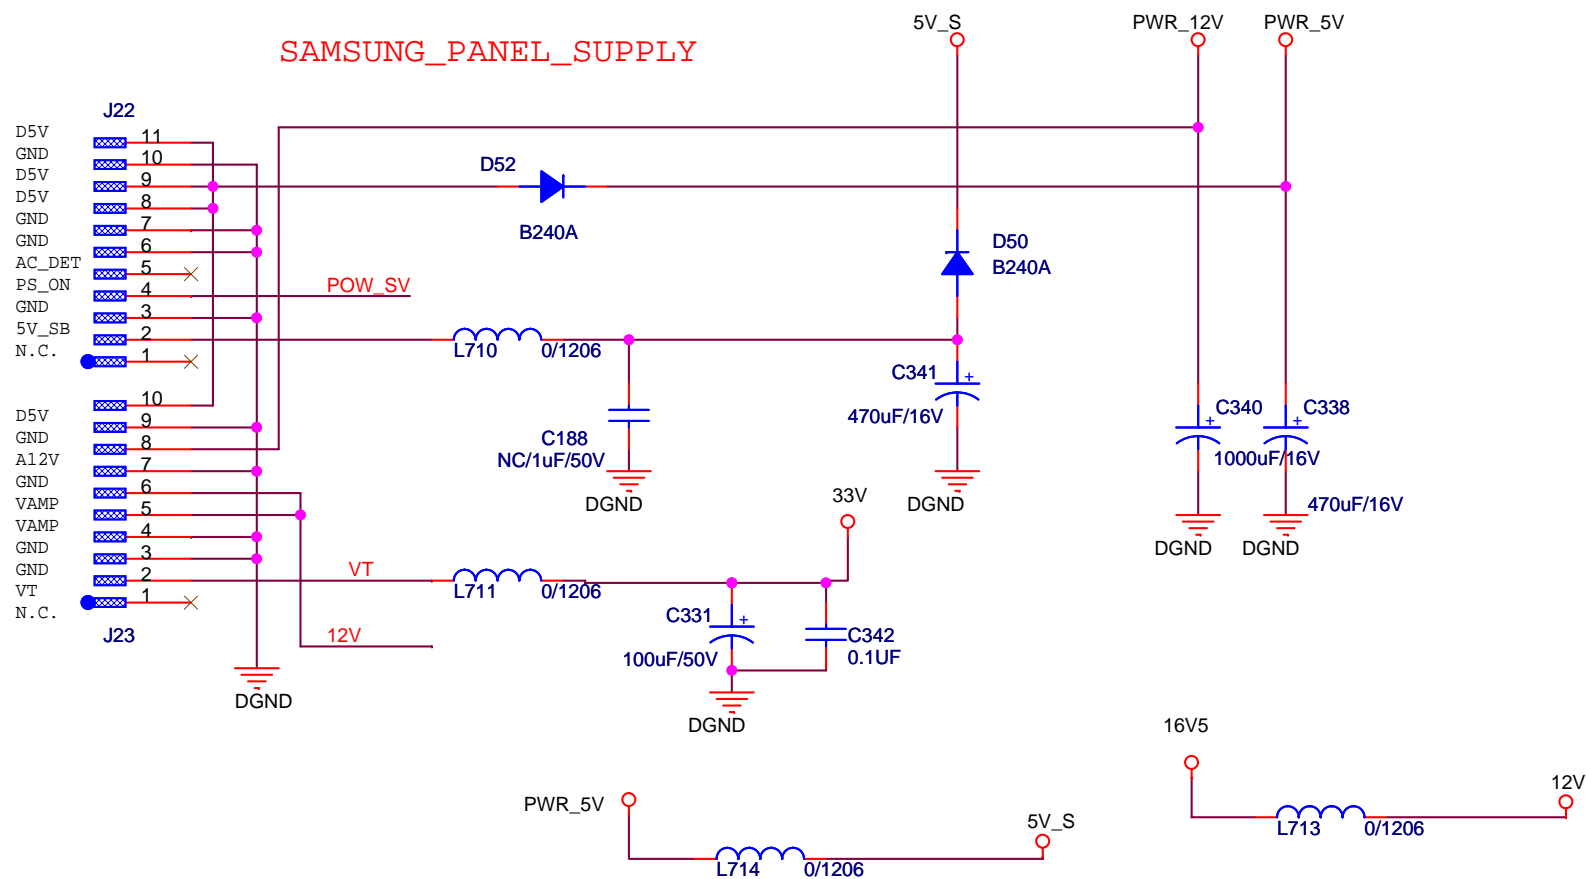 SAMSUNG_PANEL_SUPPLY
5V_S
PWR_12V
PWR_5V
J22
D5V 11
GND 10
D5V 9
D5V 8
GND 7
GND 6
AC_DET 5
PS_ON 4
GND 3
5V_SB 2
N.C. 1
POW_SV
D52
B240A
D50
B240A
L710
0/1206
C188
NC/1uF/50V
DGND
C341
470uF/16V
DGND
C340
1000uF/16V
DGND
C338
470uF/16V
DGND
D5V 10
GND 9
A12V 8
GND 7
VAMP 6
VAMP 5
GND 4
GND 3
VT 2
N.C. 1
J23
VT
12V
DGND
L711
0/1206
33V
C331
100uF/50V
C342
0.1UF
DGND
PWR_5V
L714
0/1206
5V_S
16V5
L713
0/1206
12V